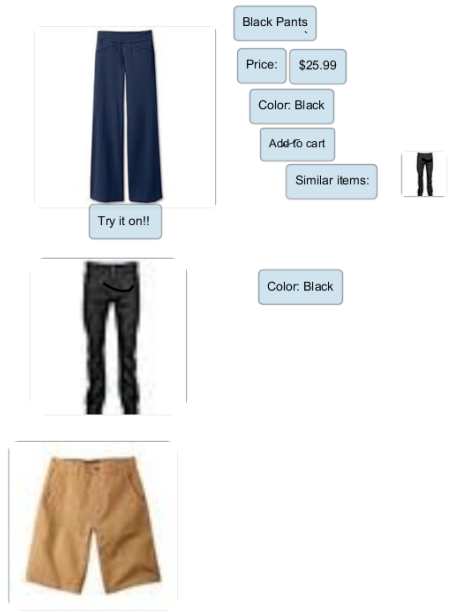 Black Pants
`
Price:
$25.99
Color: Black
Add to cart
Similar items:
Try it on!!
Color: Black